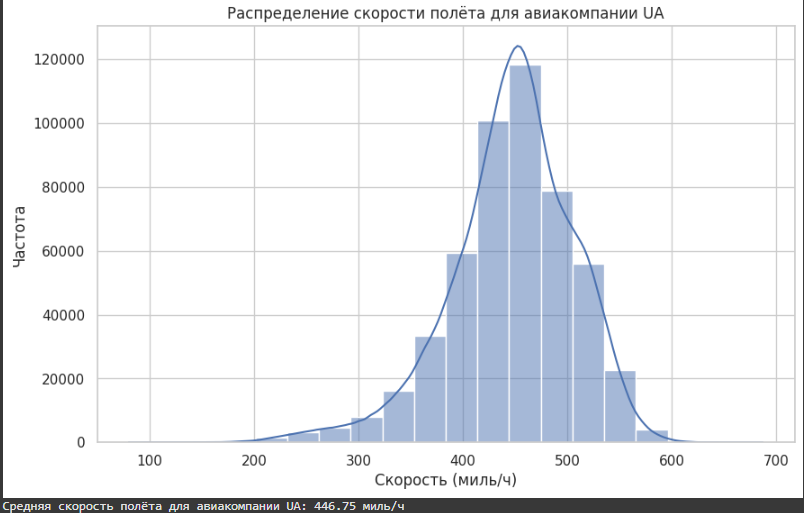 Распределение скорости полёта для авиакомпании UA
120000
100000
80000
60000
40000
20000
0
Частота
100 200 300 400 500 600 700
Скорость (миль/ч)
Средняя скорость полёта для авиакомпании UA: 446.75 миль/ч